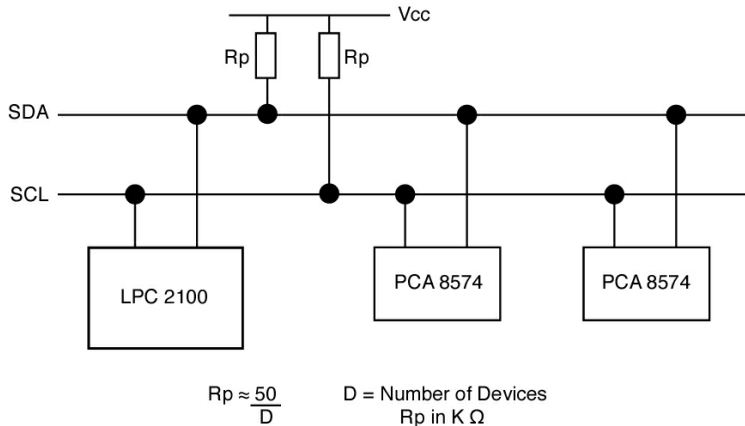 Vcc
Rp
Rp
SDA
SCL
LPC 2100
PCA 8574
PCA 8574
Rp ≈ 50
D
D = Number of Devices
Rp in K Ω